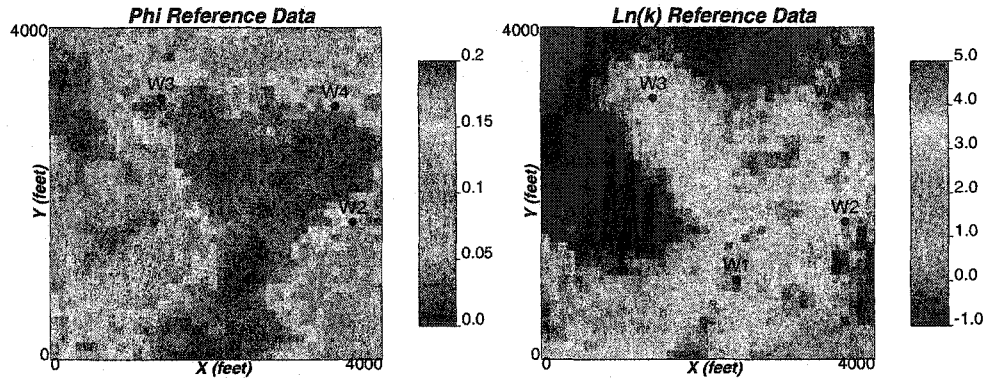 Phi Reference Data
4000
W3
W4
W2
Y (feet)
0
0
X (feet)
4000
0.2
0.15
0.1
0.05
0.0
Ln(k) Reference Data
4000
W3
W2
W1
Y (feet)
0
0
X (feet)
4000
5.0
4.0
3.0
2.0
1.0
0.0
-1.0